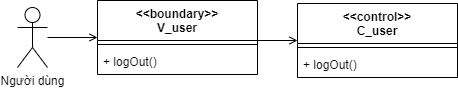 <<boundary>>
V_user
+ logOut()
<<control>>
C_user
+ logOut()
Người dùng